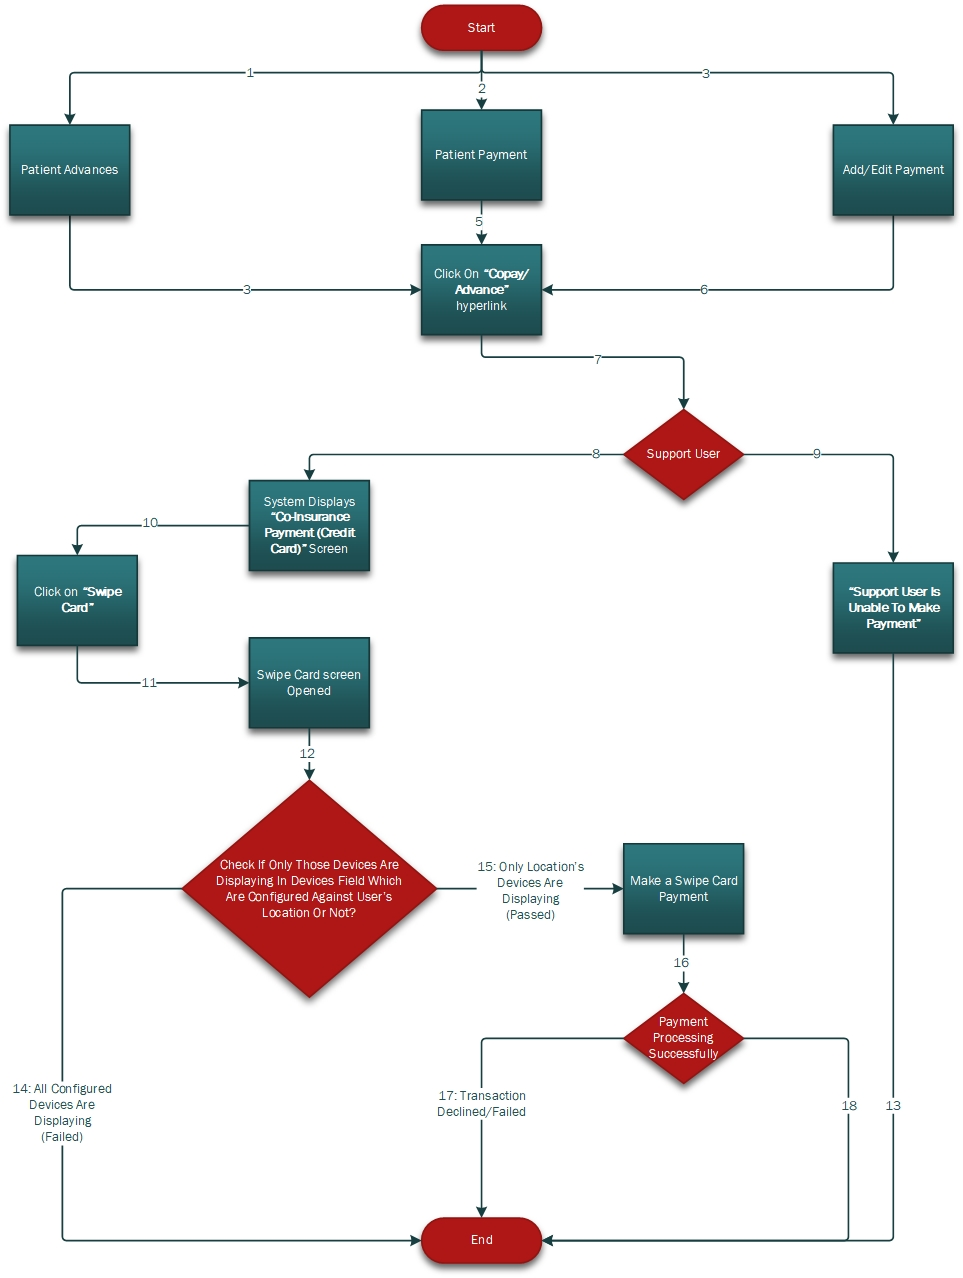 Start
1
2
3
Patient Advances
Patient Payment
Add/Edit Payment
5
3
Click On “Copay/
Advance”
hyperlink
6
7
Support User
8
9
System Displays
“Co-Insurance
Payment (Credit
Card)” Screen
10
Click on “Swipe
Card”
“Support User Is
Unable To Make
Payment”
11
Swipe Card screen
Opened
12
Check If Only Those Devices Are
Displaying In Devices Field Which
Are Configured Against User’s
Location Or Not?
15: Only Location’s
Devices Are
Displaying
(Passed)
Make a Swipe Card
Payment
16
Payment
Processing
Successfully
14: All Configured
Devices Are
Displaying
(Failed)
17: Transaction
Declined/Failed
18
13
End